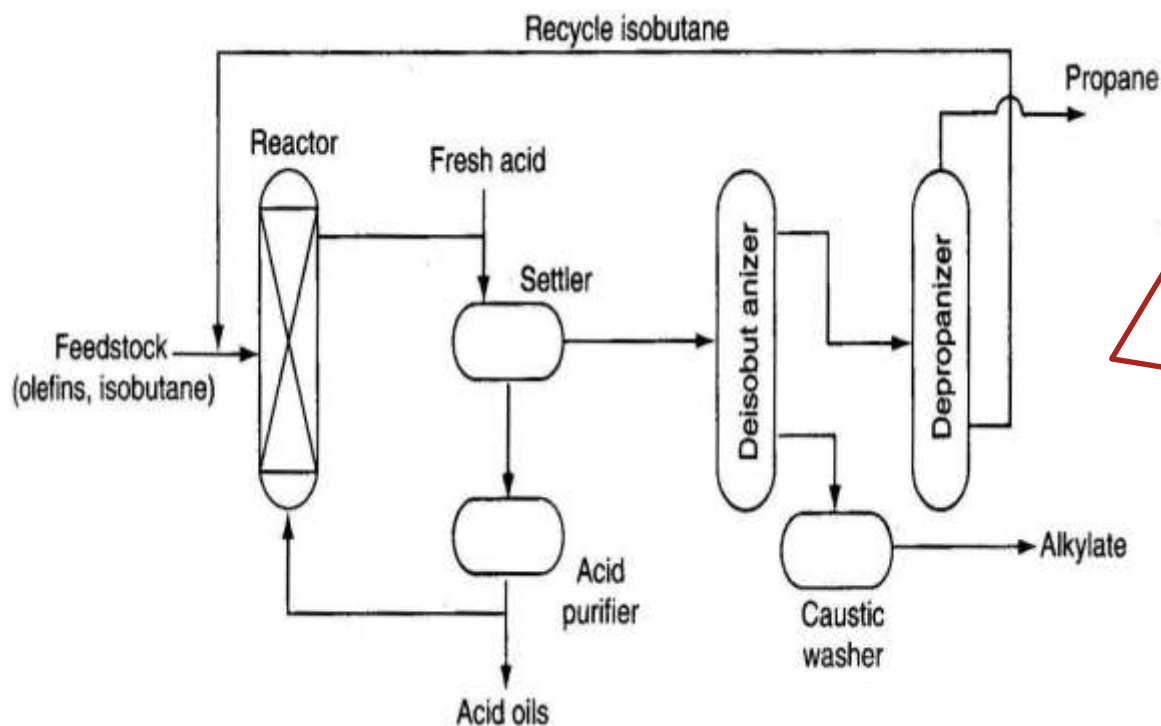 Recycle isobutane
Propane
Reactor
Fresh acid
Settler
Feedstock
(olefins, isobutane)
Deisobut anizer
Depropanizer
Acid
purifier
Alkylate
Caustic
washer
Acid oils